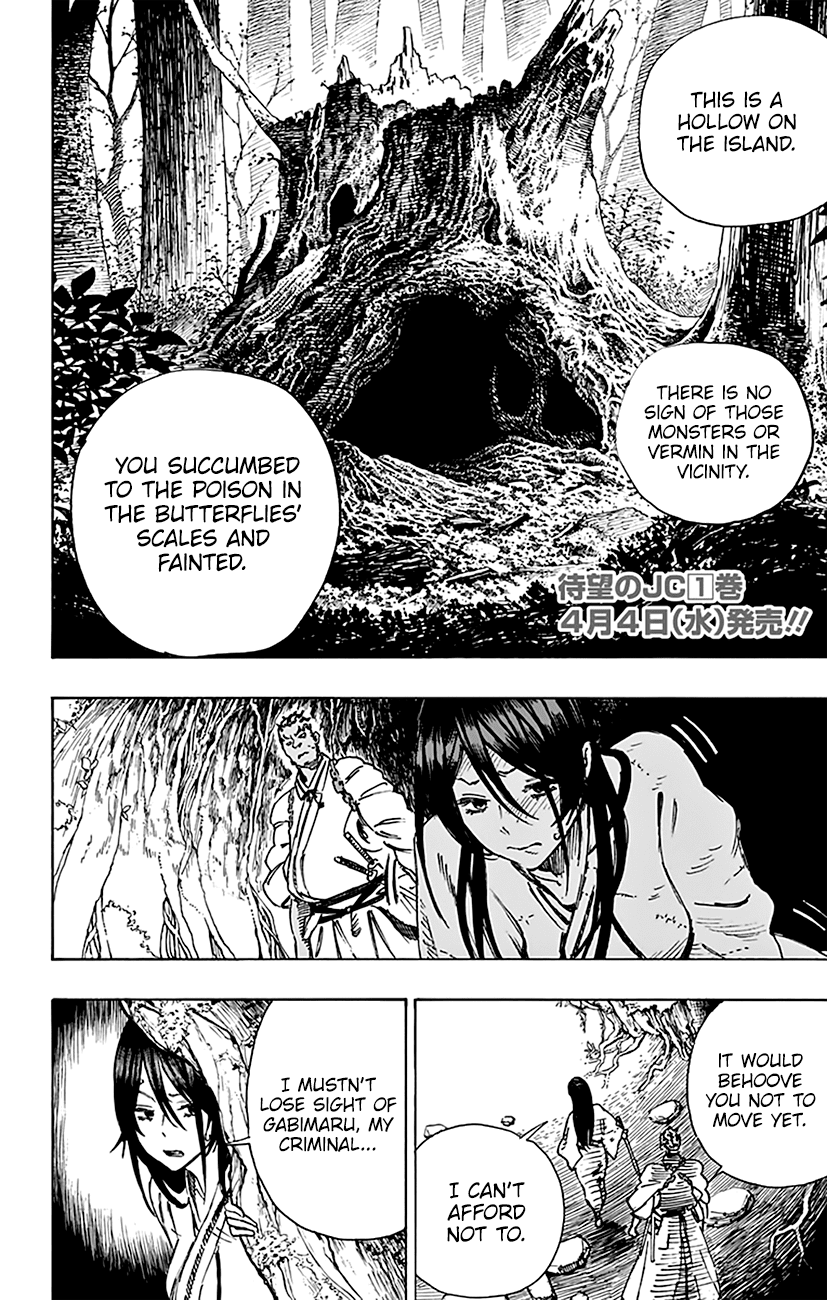 THIS IS A
HOLLOW ON
THE ISLAND.
THERE IS NO
SIGN OF THOSE
MONSTERS OR
VERMIN IN THE
VICINITY.
YOU SUCCUMBED
TO THE POISON IN
THE BUTTERFLIES'
SCALES AND
FAINTED.
待望のJC1巻
4月4日(水)発売!!
IT WOULD
BEHOOVE
YOU NOT TO
MOVE YET.
I CAN'T
AFFORD
NOT TO.
I MUSTN'T
LOSE SIGHT OF
GABIMARU, MY
CRIMINAL...